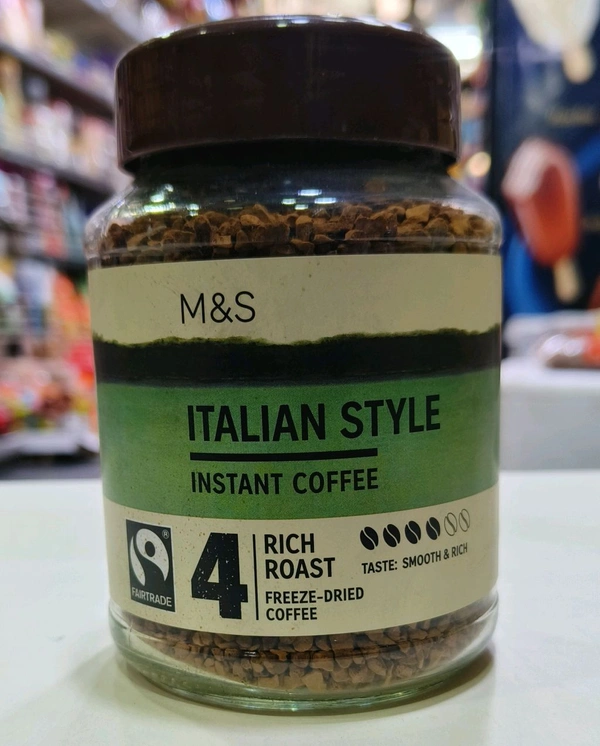 M&S
ITALIAN STYLE
INSTANT COFFEE
FAIRTRADE
®
4
RICH
ROAST
FREEZE-DRIED
COFFEE
TASTE: SMOOTH & RICH